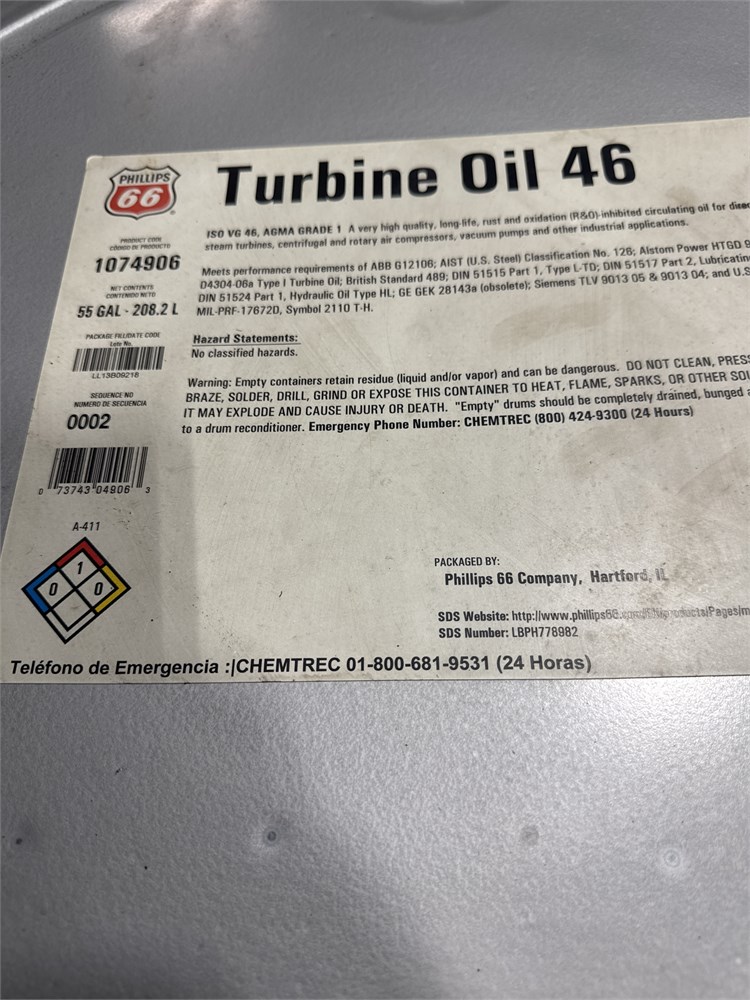 PHILLIPS
66
Turbine Oil 46
PRODUCT CODE
CÓDIGO DE PRODUCTO
1074906
NET CONTENTS
CONTENIDO NETO
55 GAL - 208.2 L
PACKAGE FILL/DATE CODE
Lote No.
LL13B09218
SEQUENCE NO
NÚMERO DE SECUENCIA
0002
0 73743 04906 3
A-411
0 1 0
ISO VG 46, AGMA GRADE 1 A very high quality, long-life, rust and oxidation (R&O)-inhibited circulating oil for
steam turbines, centrifugal and rotary air compressors, vacuum pumps and other industrial applications.
Meets performance requirements of ABB G12106; AIST (U.S. Steel) Classification No. 126; Alstom Power HTGD
D4304-06a Type I Turbine Oil; British Standard 489; DIN 51515 Part 1, Type L-TD; DIN 51517 Part 2,
DIN 51524 Part 1, Hydraulic Oil Type HL; GE GEK 28143a (obsolete); Siemens TLV 9013 05 & 9013 04; and U.S
MIL-PRF-17672D, Symbol 2110 T-H.
Hazard Statements:
No classified hazards.
Warning: Empty containers retain residue (liquid and/or vapor) and can be dangerous. DO NOT CLEAN, PRESS
BRAZE, SOLDER, DRILL, GRIND OR EXPOSE THIS CONTAINER TO HEAT, FLAME, SPARKS, OR OTHER
IT MAY EXPLODE AND CAUSE INJURY OR DEATH. "Empty" drums should be completely drained, bunged
to a drum reconditioner. Emergency Phone Number: CHEMTREC (800) 424-9300 (24 Hours)
PACKAGED BY:
Phillips 66 Company, Hartford, IL
SDS Website: http://www.phillips66.
SDS Number: LBPH778982
Teléfono de Emergencia :|CHEMTREC 01-800-681-9531 (24 Horas)